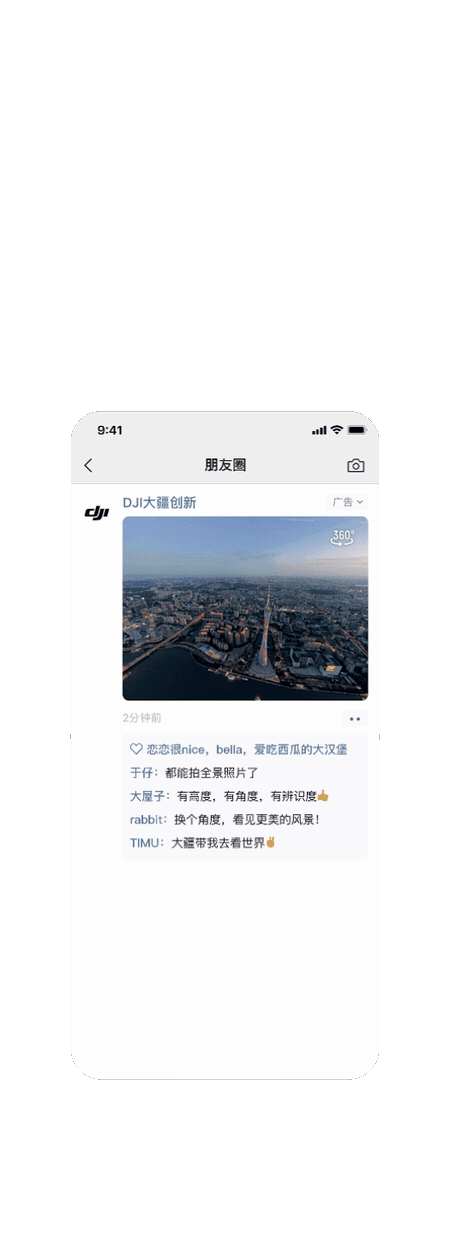 9:41
朋友圈
dji
DJI大疆创新
广告
360°
2分钟前
恋恋很nice，bella，爱吃西瓜的大汉堡
于仔：都能拍全景照片了
大屋子：有高度，有角度，有辨识度👍
rabbit：换个角度，看见更美的风景！
TIMU：大疆带我去看世界✌